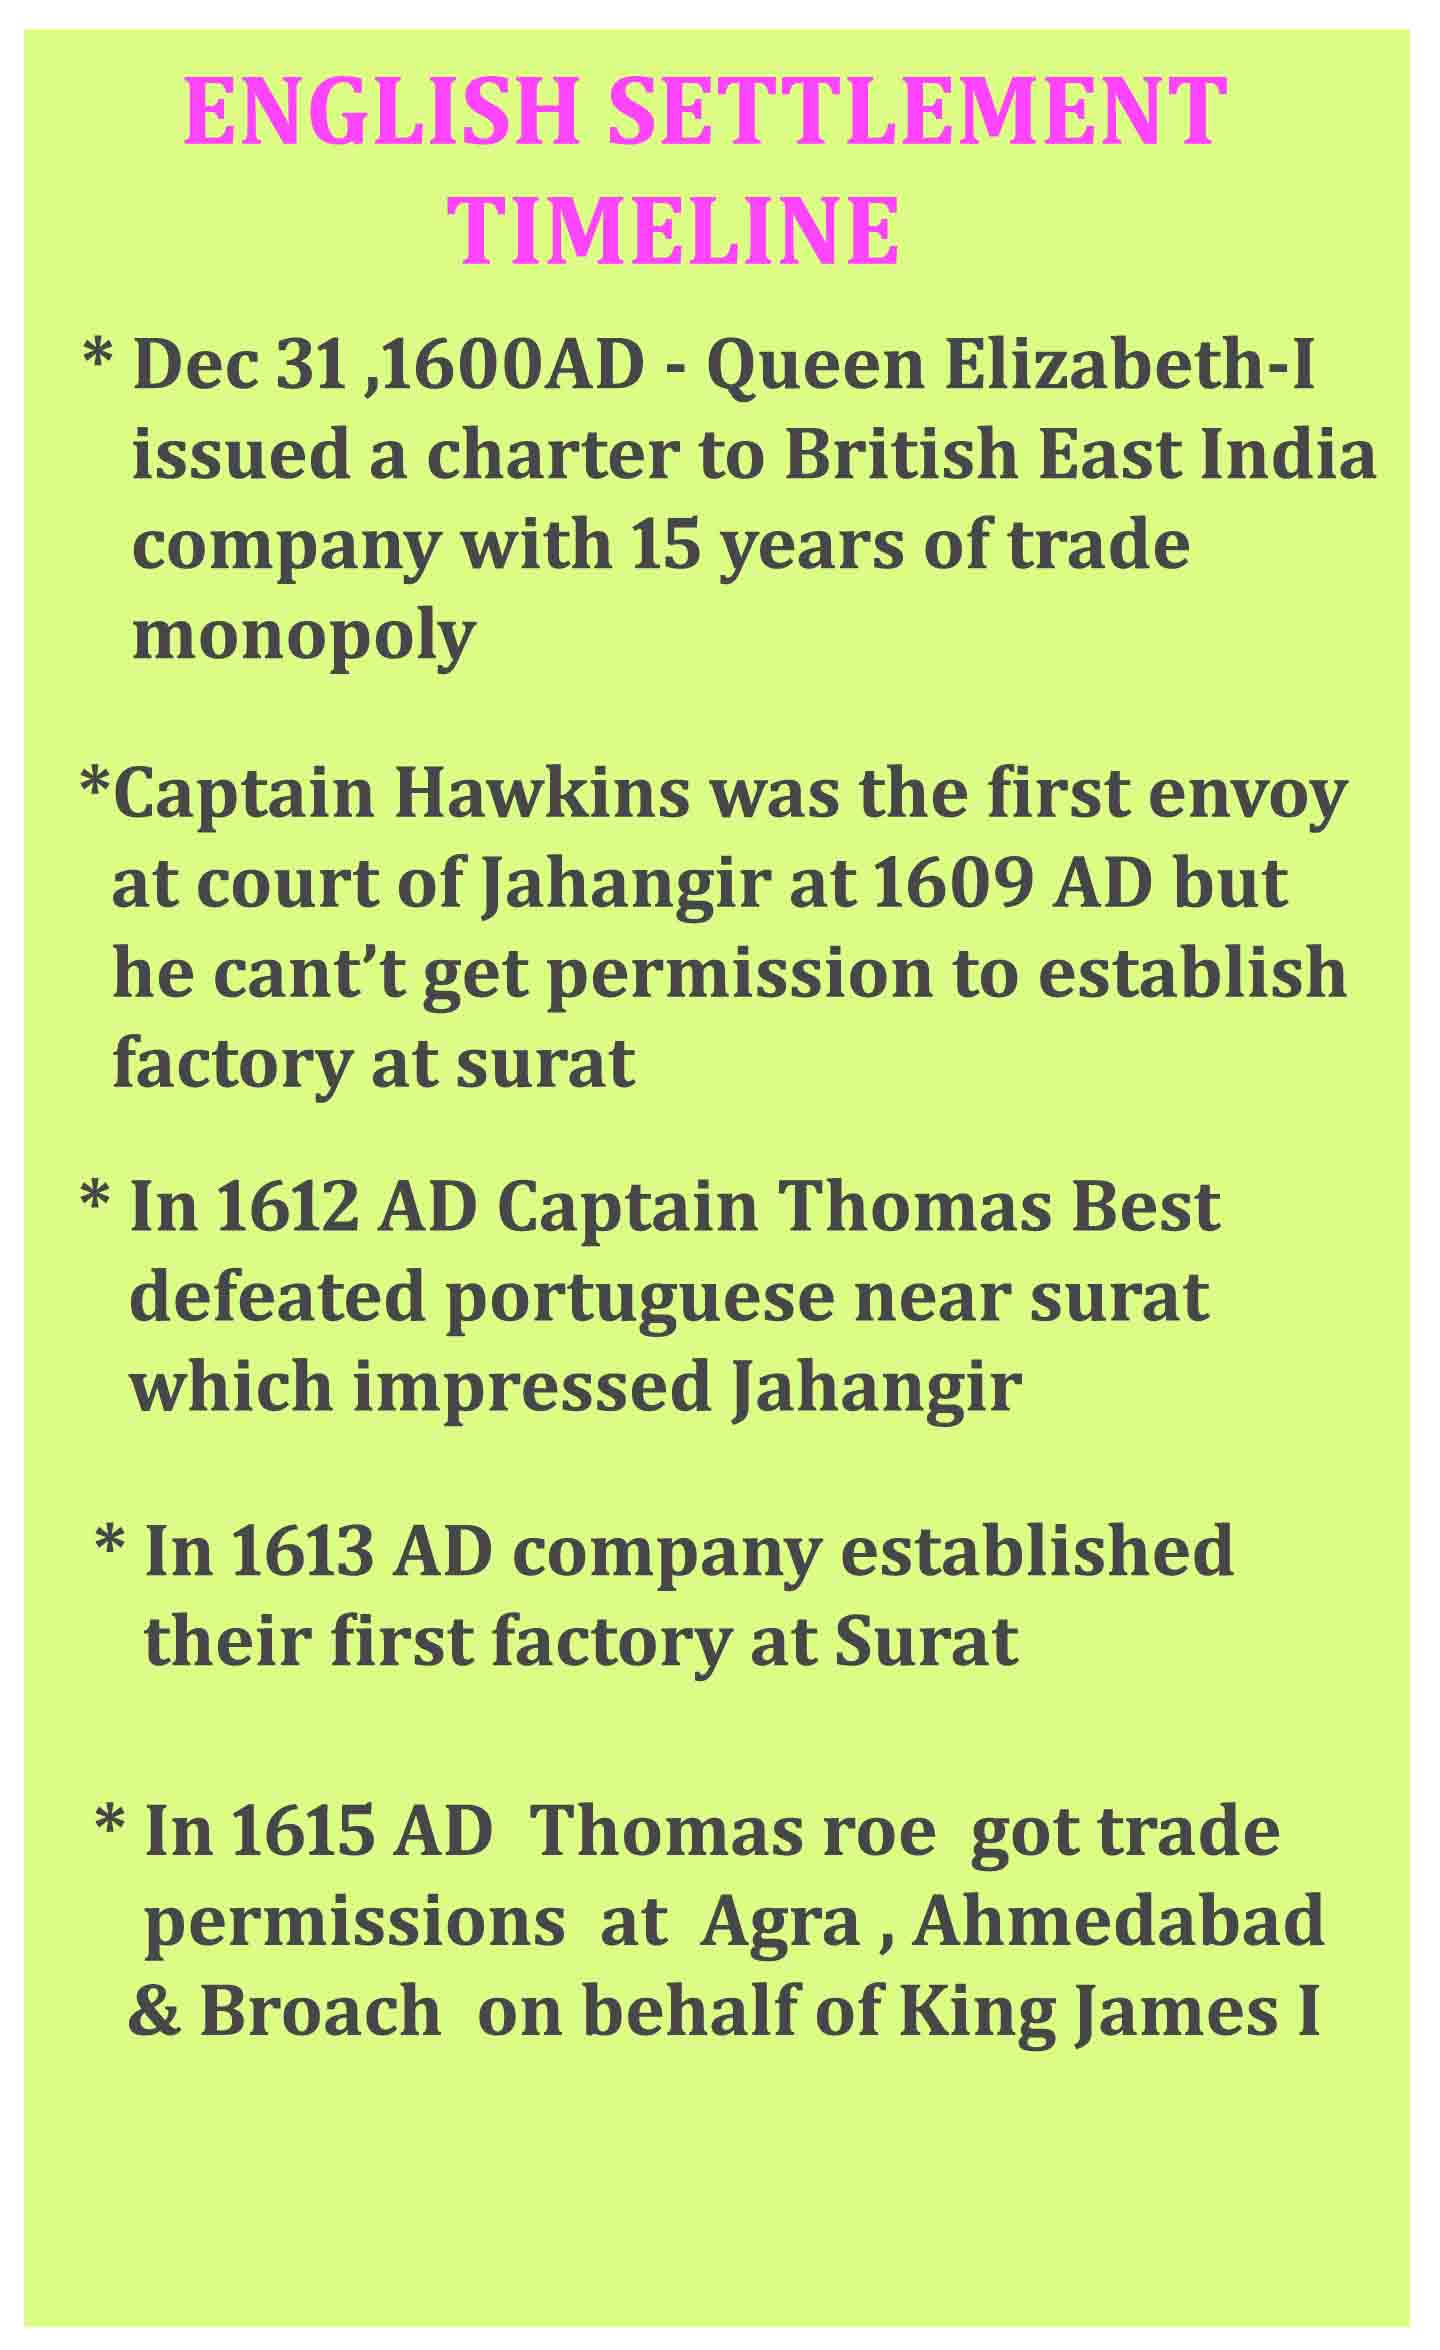 ENGLISH SETTLEMENT
TIMELINE
* Dec 31 ,1600AD - Queen Elizabeth-I
issued a charter to British East India
company with 15 years of trade
monopoly
*Captain Hawkins was the first envoy
at court of Jahangir at 1609 AD but
he cant’t get permission to establish
factory at surat
* In 1612 AD Captain Thomas Best
defeated portuguese near surat
which impressed Jahangir
* In 1613 AD company established
their first factory at Surat
* In 1615 AD Thomas roe got trade
permissions at Agra , Ahmedabad
& Broach on behalf of King James I